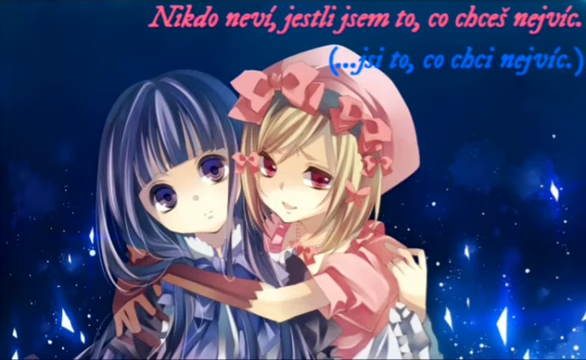 Nikdo neví, jestli jsem to, co chceš nejvíc.
(...jsi to, co chci nejvíc.)